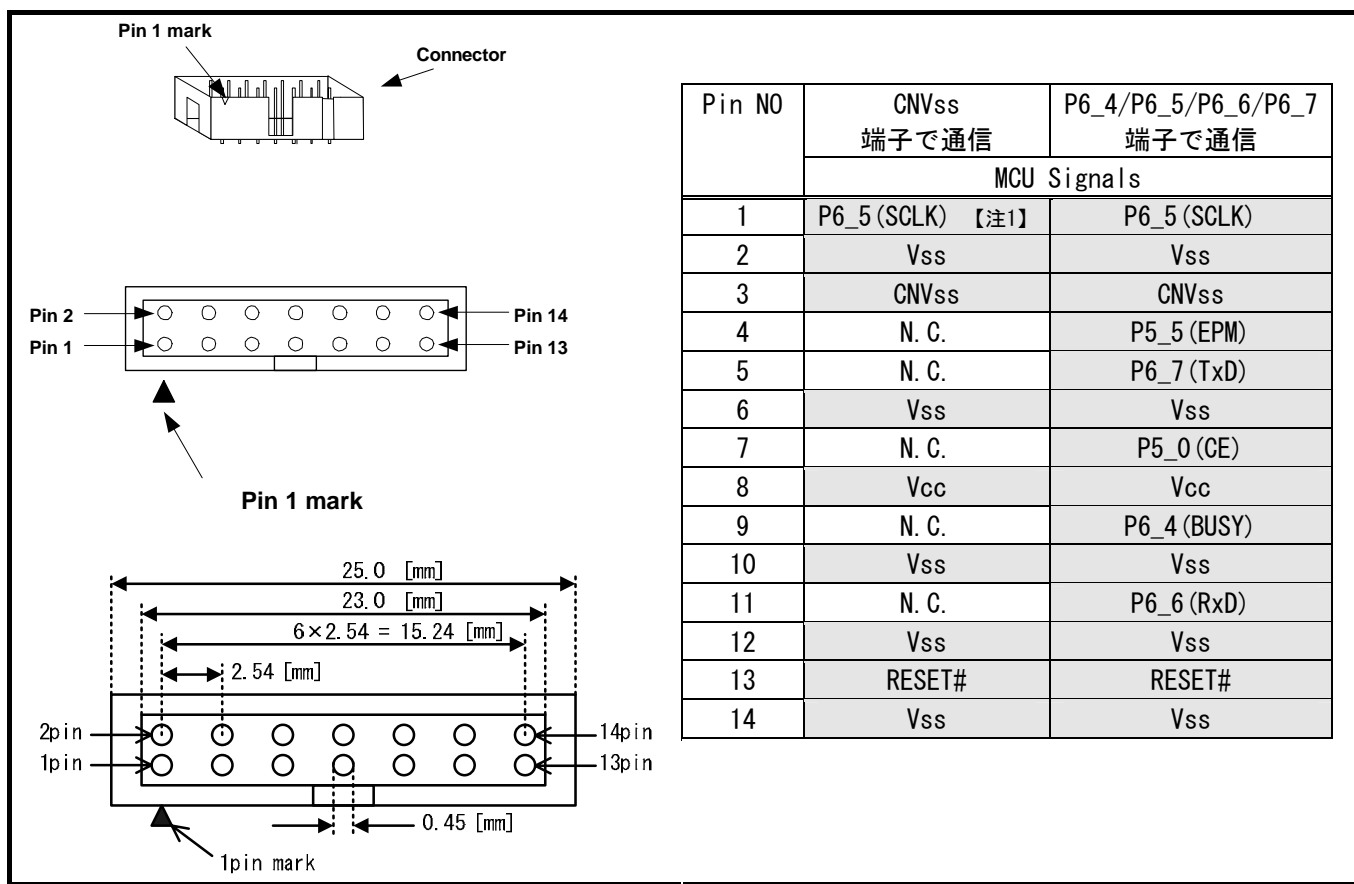 Pin 1 mark
Connector
Pin 2
Pin 1
Pin 14
Pin 13
Pin 1 mark
25.0 [mm]
23.0 [mm]
6×2.54 = 15.24 [mm]
2.54 [mm]
2pin
1pin
14pin
13pin
0.45 [mm]
1pin mark
Pin NO CNVss 端子で通信 P6_4/P6_5/P6_6/P6_7 端子で通信
MCU Signals
1 P6_5(SCLK) 【注1】 P6_5(SCLK)
2 Vss Vss
3 CNVss CNVss
4 N.C. P5_5(EPM)
5 N.C. P6_7(TxD)
6 Vss Vss
7 N.C. P5_0(CE)
8 Vcc Vcc
9 N.C. P6_4(BUSY)
10 Vss Vss
11 N.C. P6_6(RxD)
12 Vss Vss
13 RESET# RESET#
14 Vss Vss